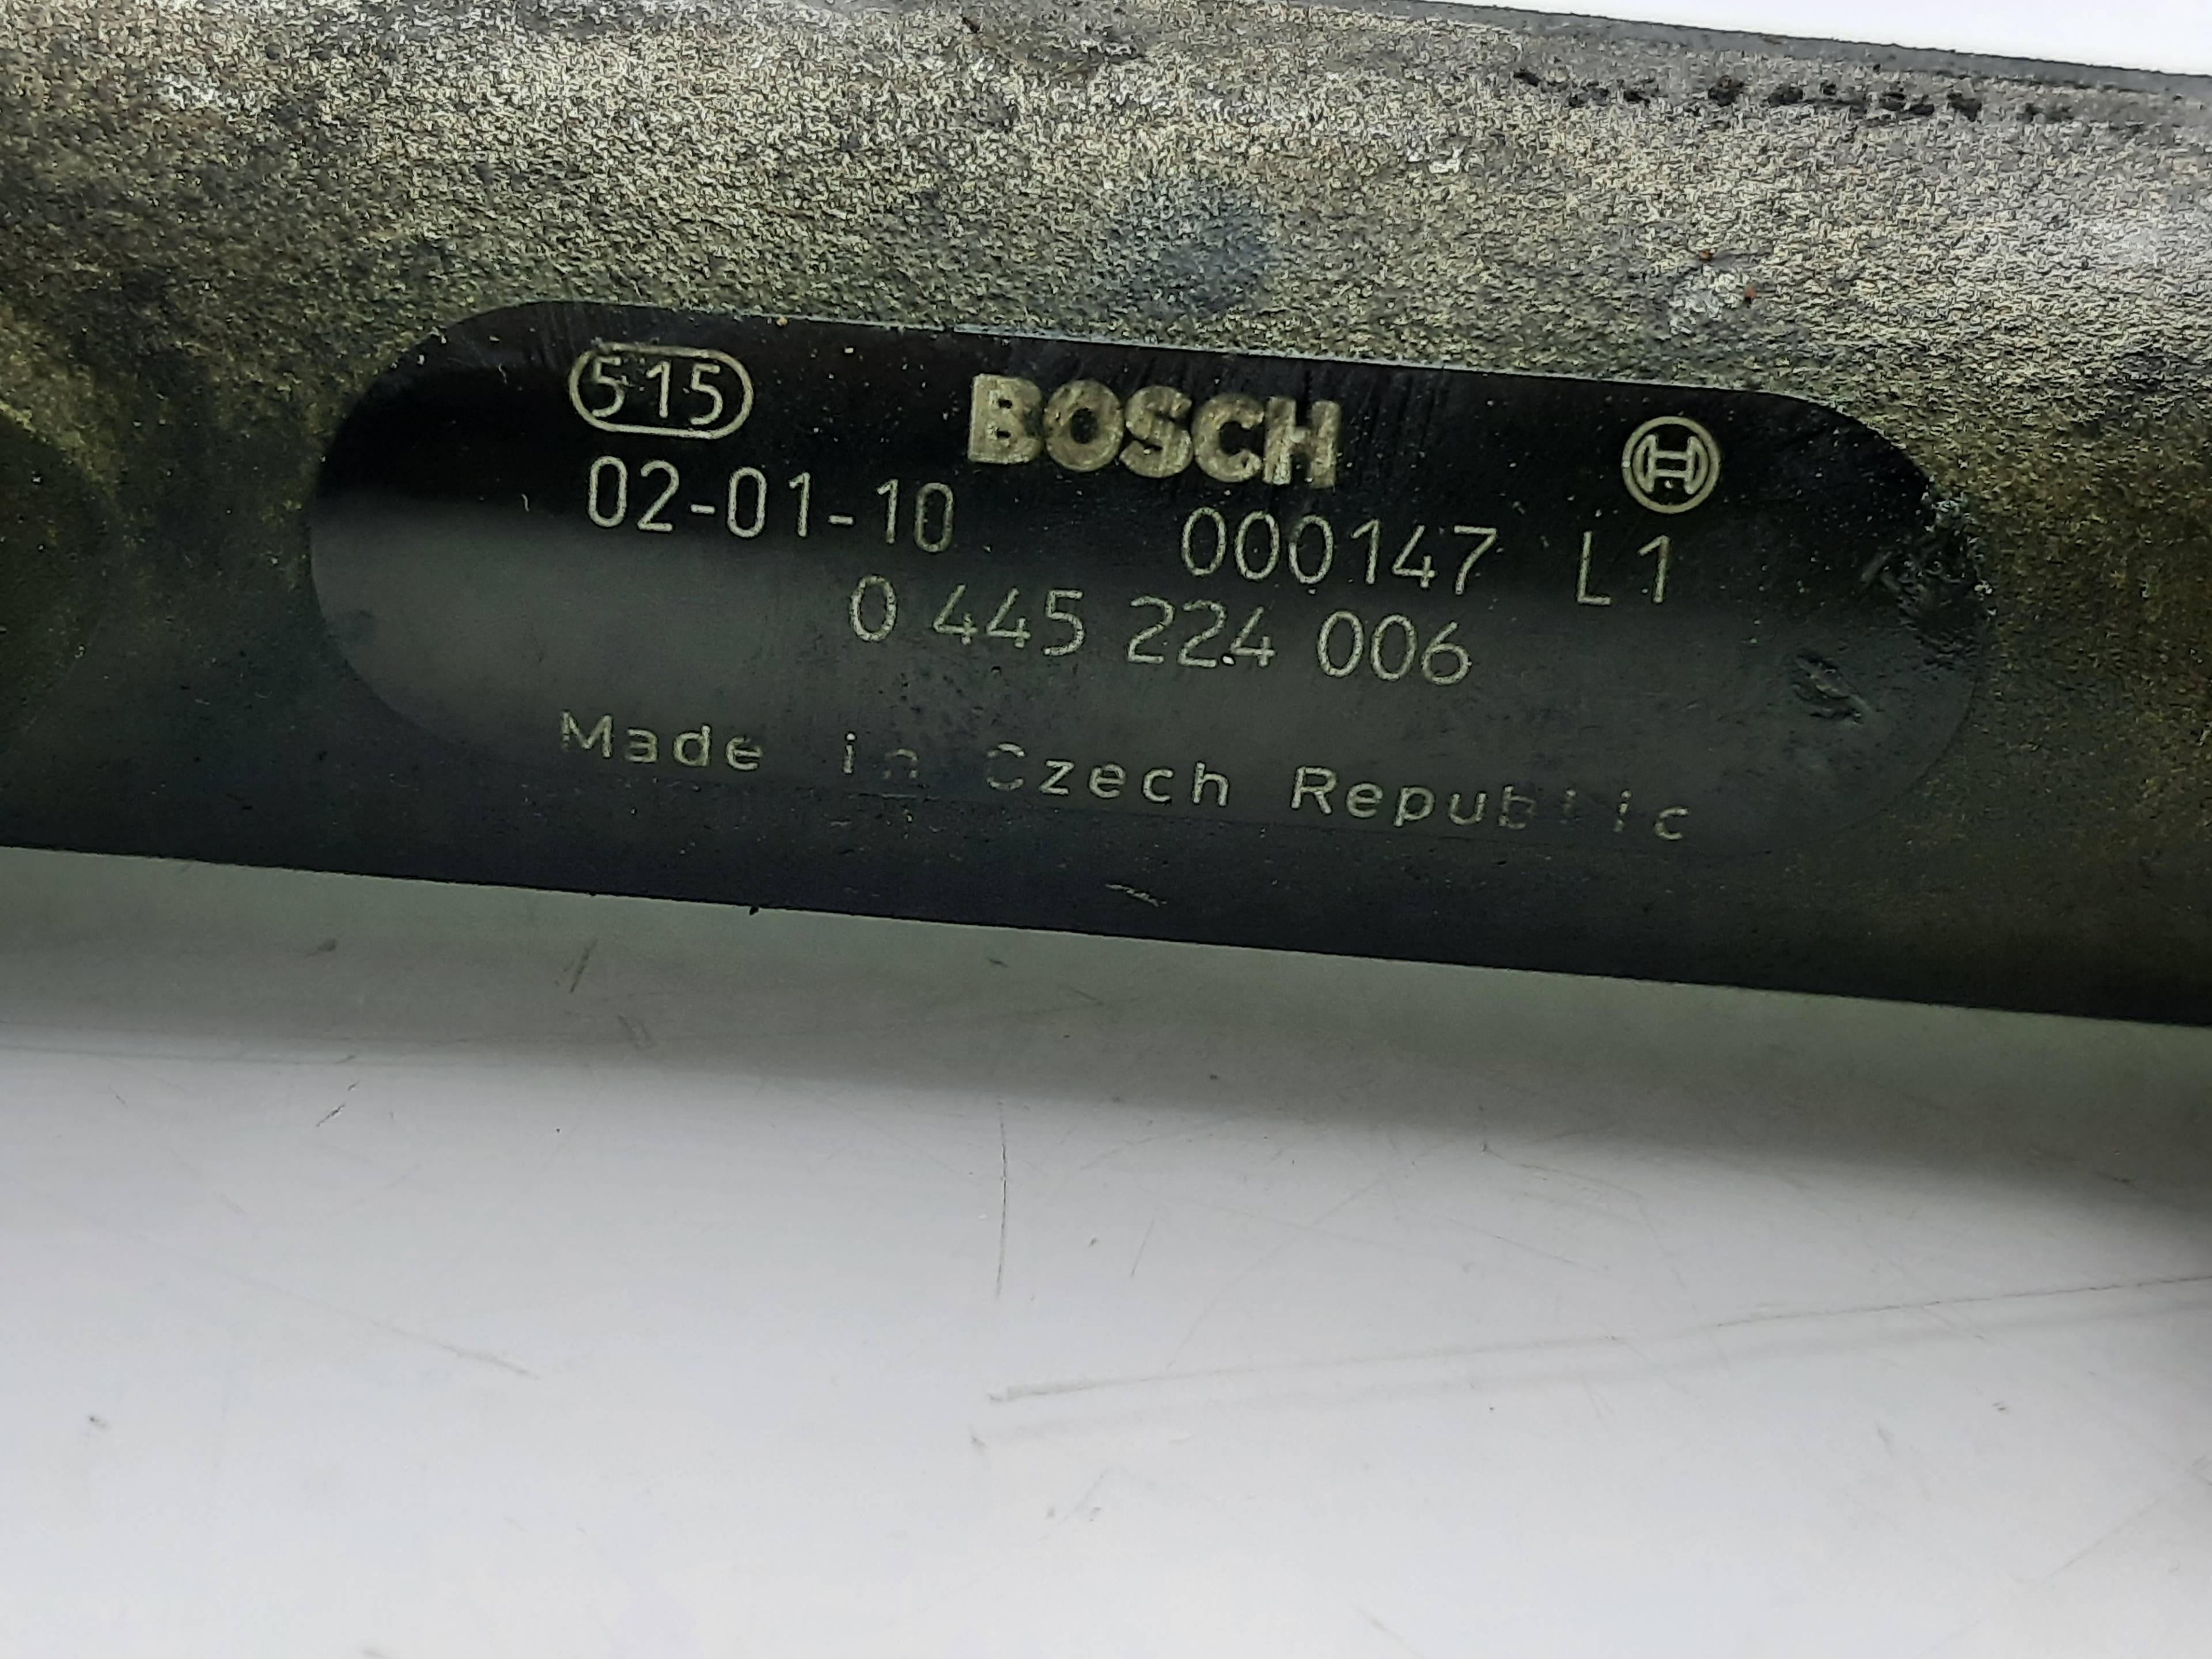 515 BOSCH
02-01-10 000147 L1
0 445 224 006
Made in Czech Republic